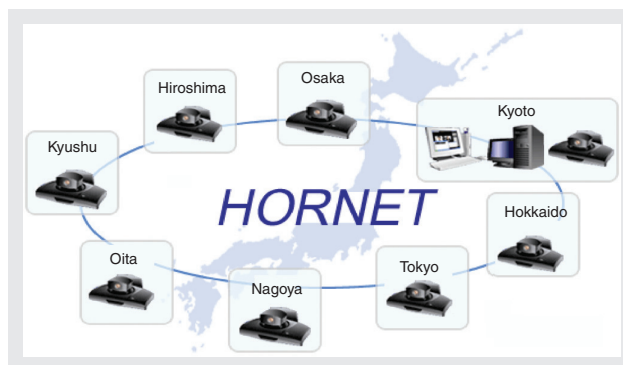 Osaka
Hiroshima
Kyoto
Kyushu
HORNET
Hokkaido
Oita
Tokyo
Nagoya